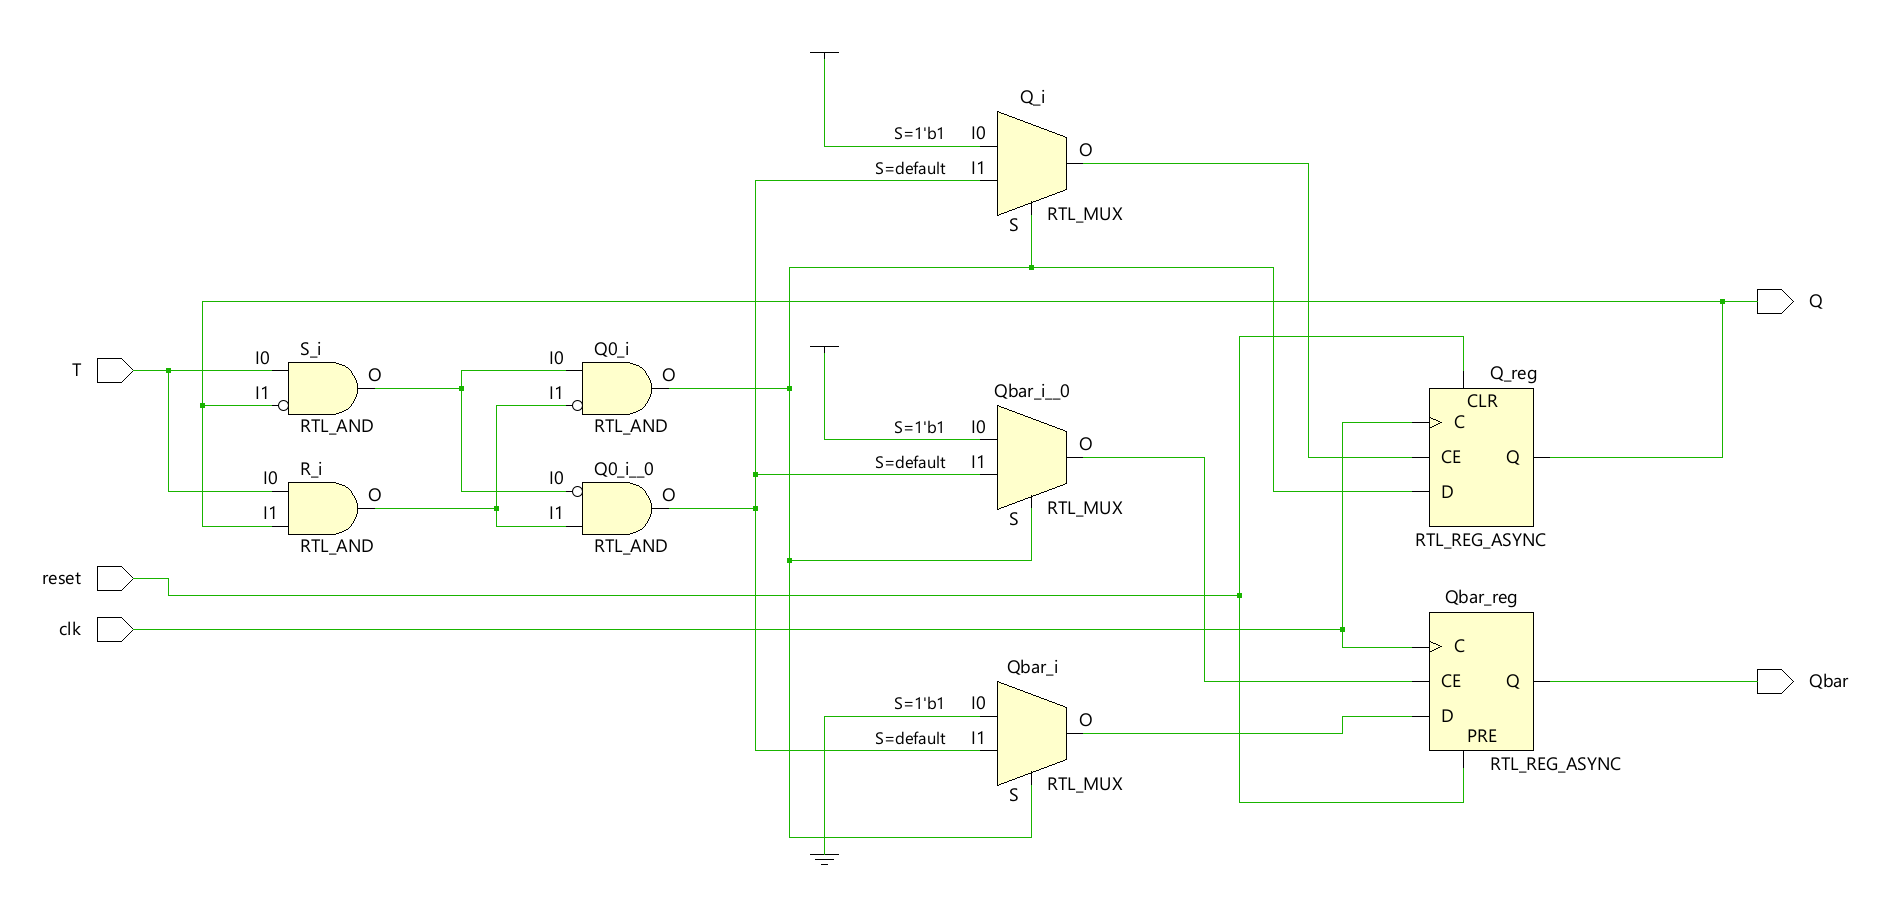 Q_i
S=1'b1 I0
O
S=default I1
S RTL_MUX
Q
T
I0 S_i
O
I1
RTL_AND
I0 Q0_i
O
I1
RTL_AND
R_i
I0
O
I1
RTL_AND
Q0_i__0
I0
O
I1
RTL_AND
Qbar_i__0
S=1'b1 I0
O
S=default I1
S RTL_MUX
Q_reg
CLR
C
CE Q
D
RTL_REG_ASYNC
reset
clk
Qbar_reg
C
CE Q
D
PRE
RTL_REG_ASYNC
Qbar
Qbar_i
S=1'b1 I0
O
S=default I1
S RTL_MUX